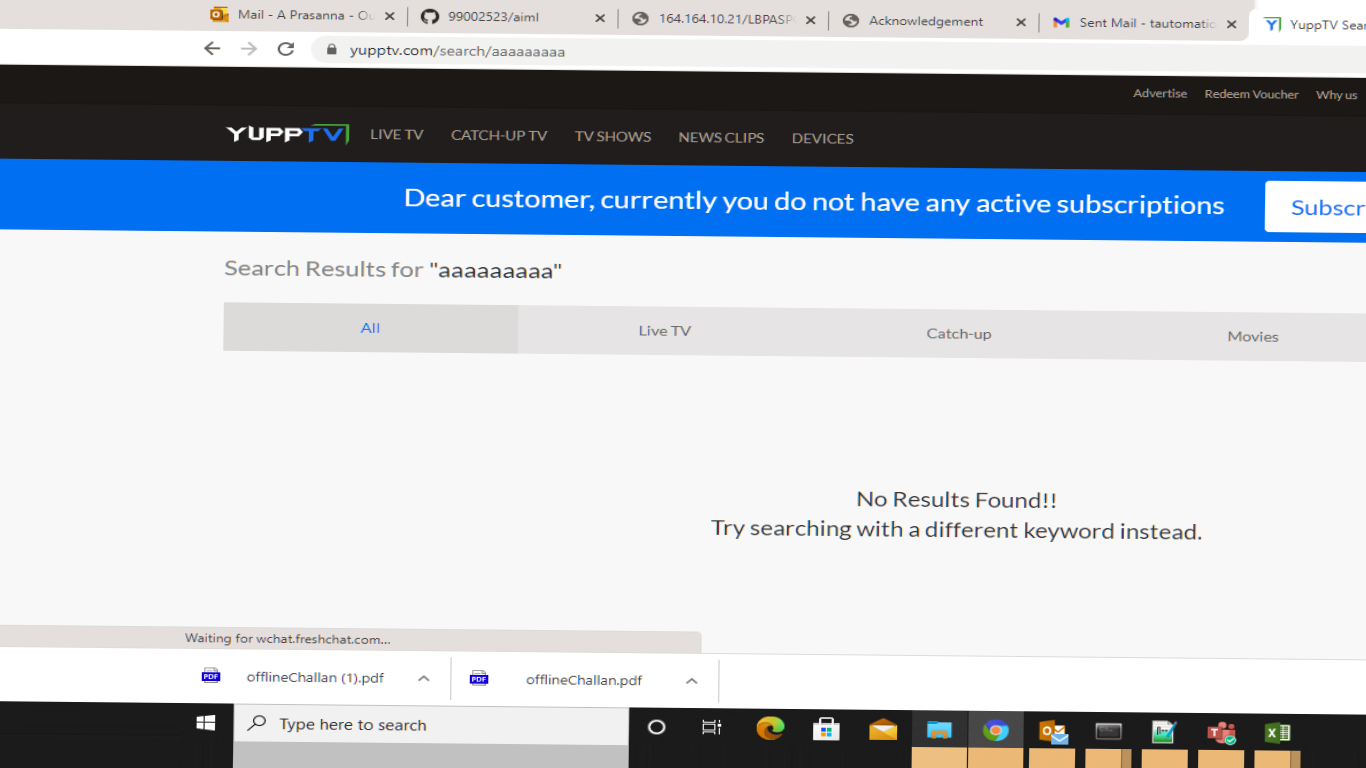 Mail - A Prasanna - Ou
99002523/aiml
164.164.10.21/LBPASP
Acknowledgement
Sent Mail - tautomatio
YuppTV Sear
yupptv.com/search/aaaaaaaaa
Advertise Redeem Voucher Why us
YUPPTV LIVE TV CATCH-UP TV TV SHOWS NEWS CLIPS DEVICES
Dear customer, currently you do not have any active subscriptions
Subscr
Search Results for "aaaaaaaaa"
All Live TV Catch-up Movies
No Results Found!!
Try searching with a different keyword instead.
Waiting for wchat.freshchat.com...
PDF offlineChallan (1).pdf
PDF offlineChallan.pdf
Type here to search